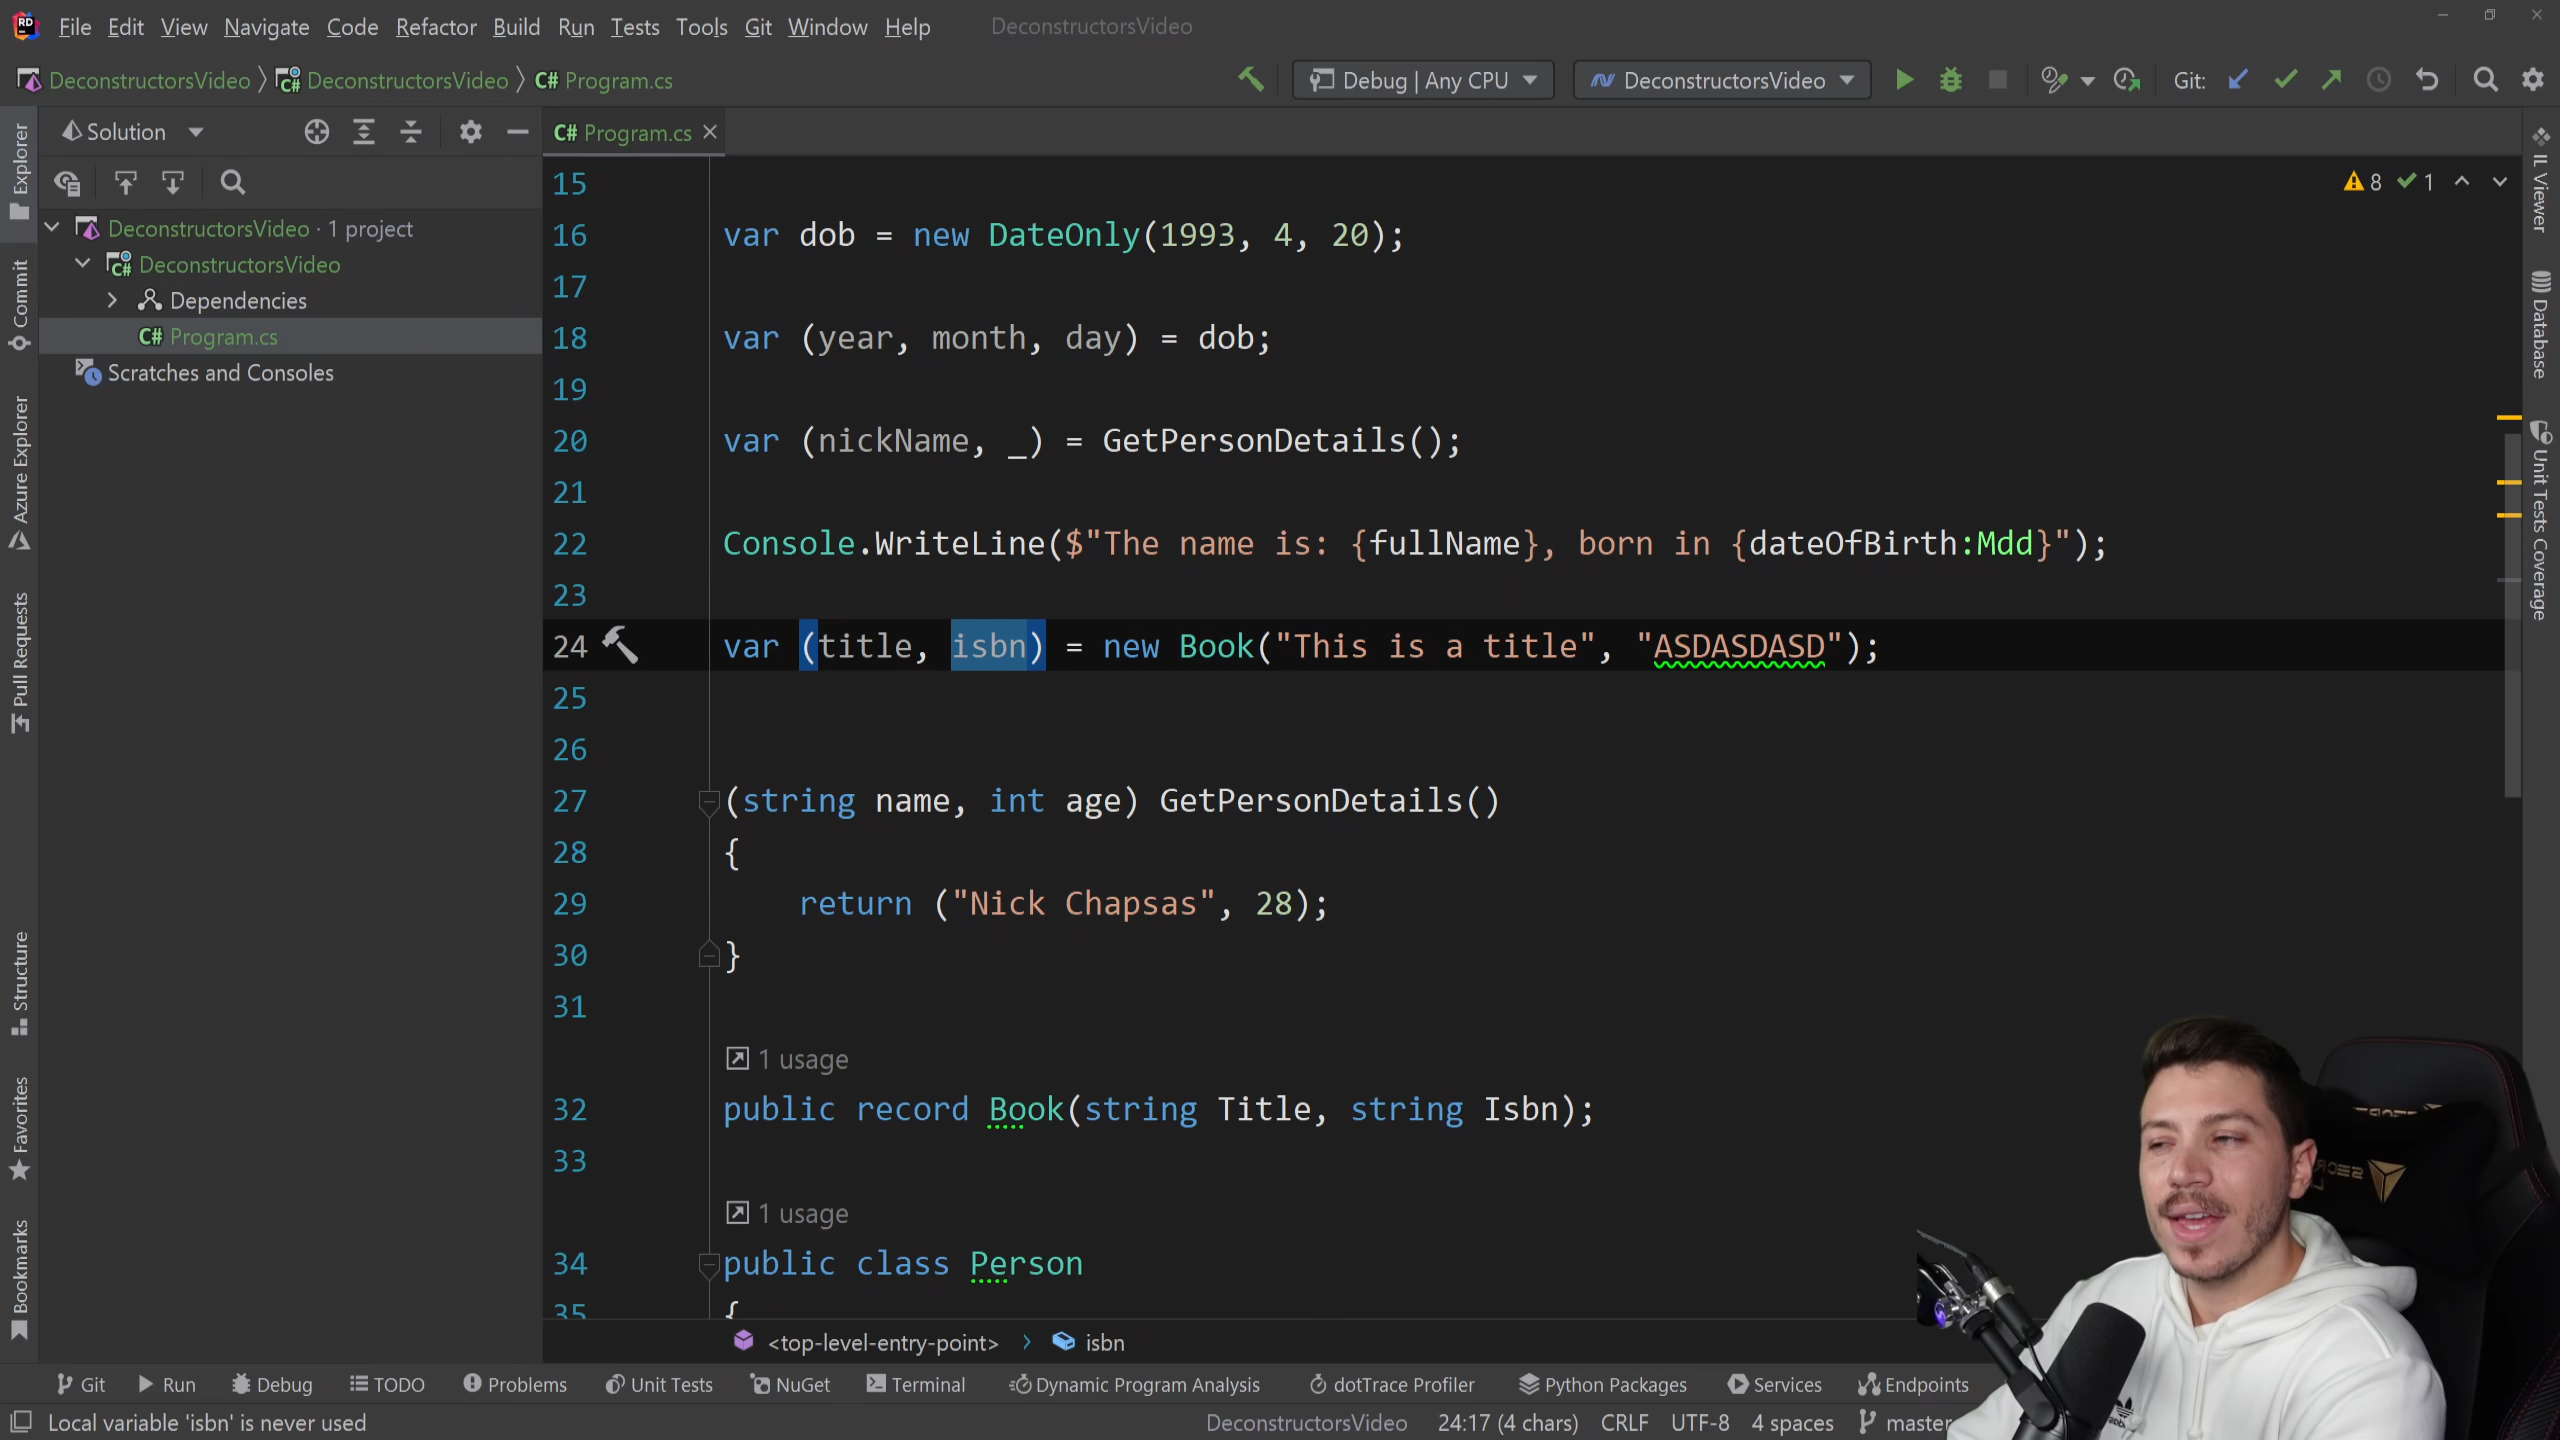 File Edit View Navigate Code Refactor Build Run Tests Tools Git Window Help DeconstructorsVideo
DeconstructorsVideo DeconstructorsVideo C# Program.cs Debug | Any CPU DeconstructorsVideo Git:
Solution
C# Program.cs
DeconstructorsVideo · 1 project
DeconstructorsVideo
Dependencies
C# Program.cs
Scratches and Consoles
Explorer
Commit
Azure Explorer
Pull Requests
Structure
Favorites
Bookmarks
8 1
15
16 var dob = new DateOnly(1993, 4, 20);
17
18 var (year, month, day) = dob;
19
20 var (nickName, _) = GetPersonDetails();
21
22 Console.WriteLine($"The name is: {fullName}, born in {dateOfBirth:Mdd}");
23
24 var (title, isbn) = new Book("This is a title", "ASDASDASD");
25
26
27 (string name, int age) GetPersonDetails()
28 {
29 return ("Nick Chapsas", 28);
30 }
31
1 usage
32 public record Book(string Title, string Isbn);
33
1 usage
34 public class Person
35 {
IL Viewer
Database
Unit Tests Coverage
<top-level-entry-point> isbn
Git Run Debug TODO Problems Unit Tests NuGet Terminal Dynamic Program Analysis dotTrace Profiler Python Packages Services Endpoints
Local variable 'isbn' is never used DeconstructorsVideo 24:17 (4 chars) CRLF UTF-8 4 spaces master